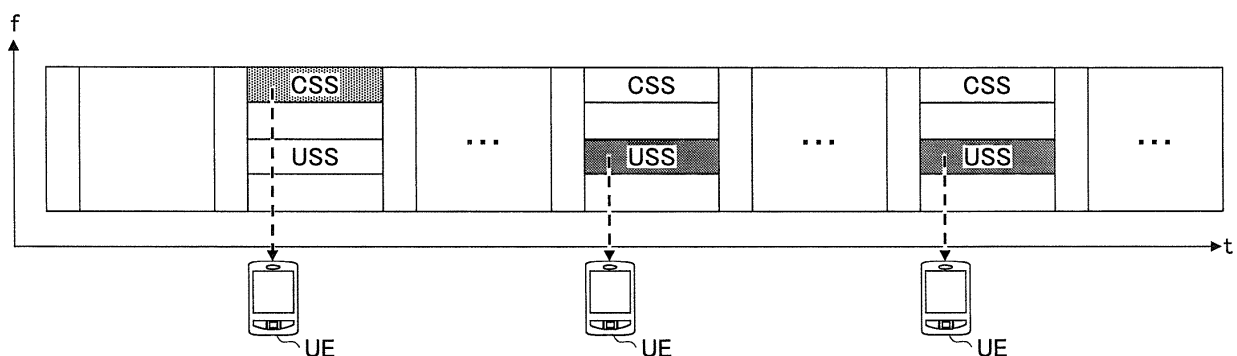 f
CSS CSS CSS
... ... ...
USS USS USS
t
UE UE UE